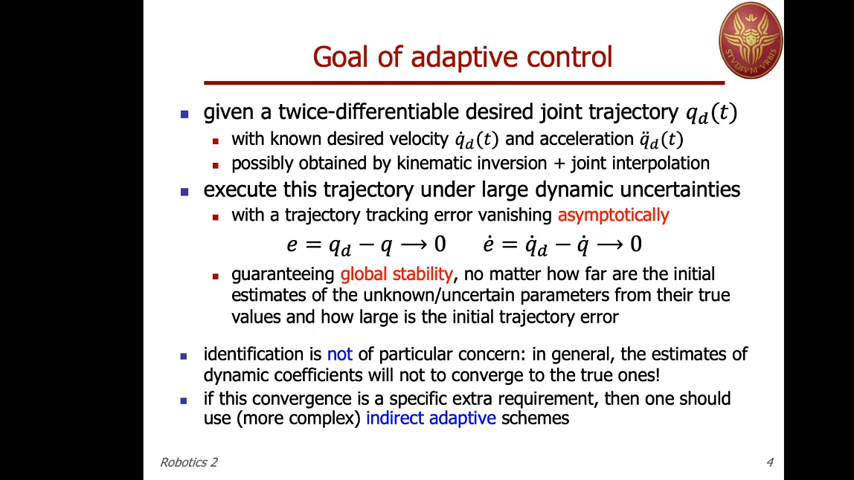 Goal of adaptive control
STVDIVM VRBIS
▪ given a twice-differentiable desired joint trajectory q_d(t)
▪ with known desired velocity q̇_d(t) and acceleration q̈_d(t)
▪ possibly obtained by kinematic inversion + joint interpolation
▪ execute this trajectory under large dynamic uncertainties
▪ with a trajectory tracking error vanishing asymptotically
e = q_d − q ⟶ 0 ė = q̇_d − q̇ ⟶ 0
▪ guaranteeing global stability, no matter how far are the initial
estimates of the unknown/uncertain parameters from their true
values and how large is the initial trajectory error
▪ identification is not of particular concern: in general, the estimates of
dynamic coefficients will not to converge to the true ones!
▪ if this convergence is a specific extra requirement, then one should
use (more complex) indirect adaptive schemes
Robotics 2
4